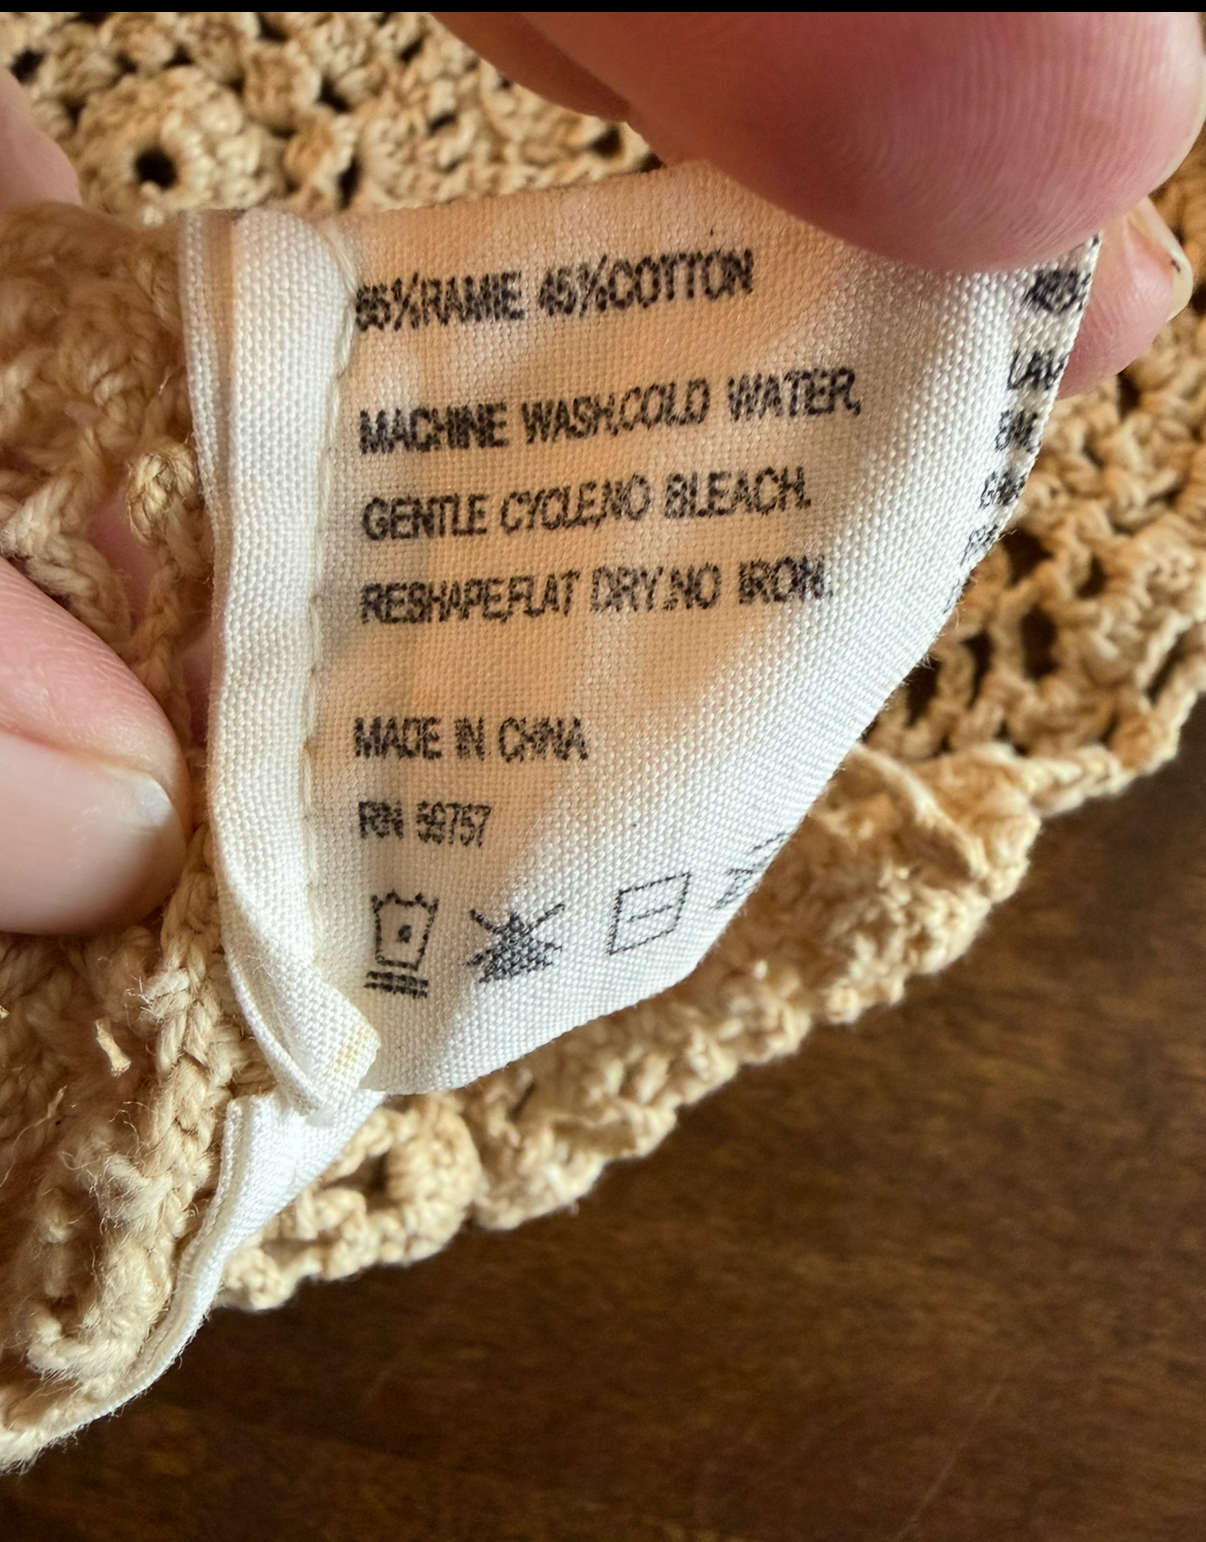 55%RAMIE 45%COTTON
MACHINE WASH,COLD WATER,
GENTLE CYCLE,NO BLEACH.
RESHAPE,FLAT DRY.NO IRON.
MADE IN CHINA
RN 59757